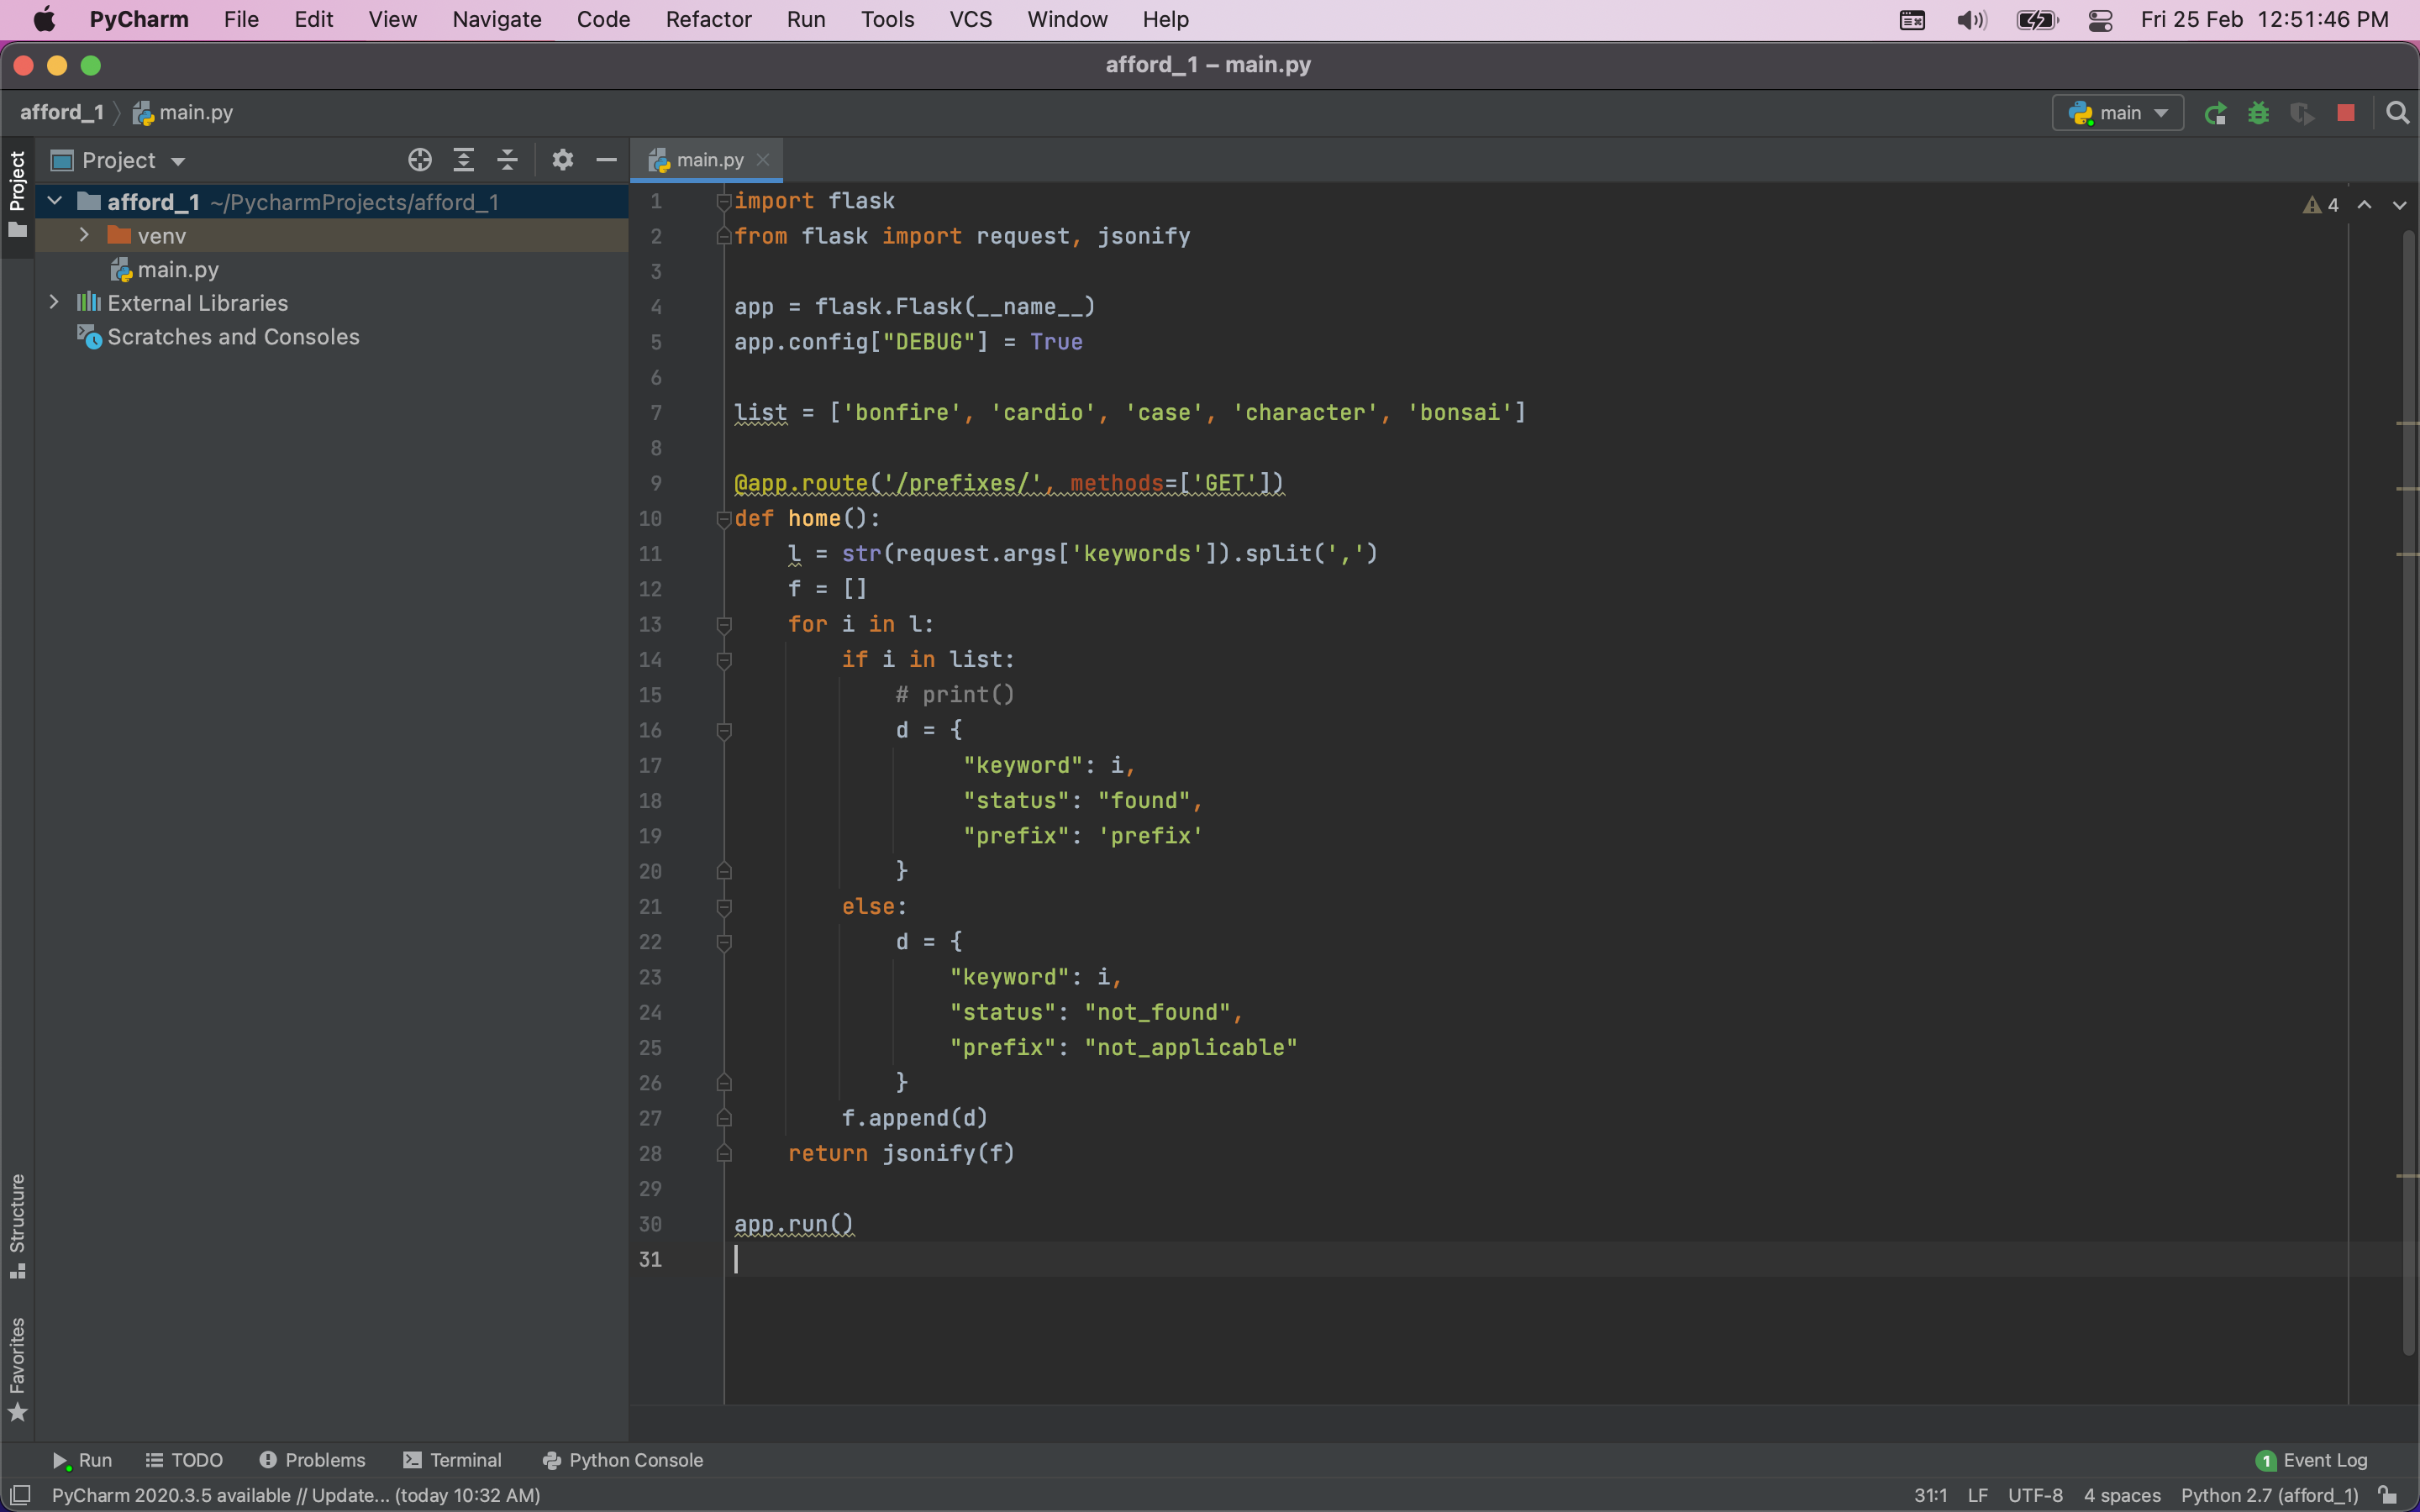 PyCharm File Edit View Navigate Code Refactor Run Tools VCS Window Help Fri 25 Feb 12:51:46 PM
afford_1 – main.py
afford_1 main.py main
Project
Project
main.py
afford_1 ~/PycharmProjects/afford_1
venv
main.py
External Libraries
Scratches and Consoles
4
1 import flask
2 from flask import request, jsonify
3
4 app = flask.Flask(__name__)
5 app.config["DEBUG"] = True
6
7 list = ['bonfire', 'cardio', 'case', 'character', 'bonsai']
8
9 @app.route('/prefixes/', methods=['GET'])
10 def home():
11     l = str(request.args['keywords']).split(',')
12     f = []
13     for i in l:
14         if i in list:
15             # print()
16             d = {
17                  "keyword": i,
18                  "status": "found",
19                  "prefix": 'prefix'
20             }
21         else:
22             d = {
23                 "keyword": i,
24                 "status": "not_found",
25                 "prefix": "not_applicable"
26             }
27         f.append(d)
28     return jsonify(f)
29
30 app.run()
31
Structure
Favorites
Run TODO Problems Terminal Python Console 1 Event Log
PyCharm 2020.3.5 available // Update... (today 10:32 AM) 31:1 LF UTF-8 4 spaces Python 2.7 (afford_1)